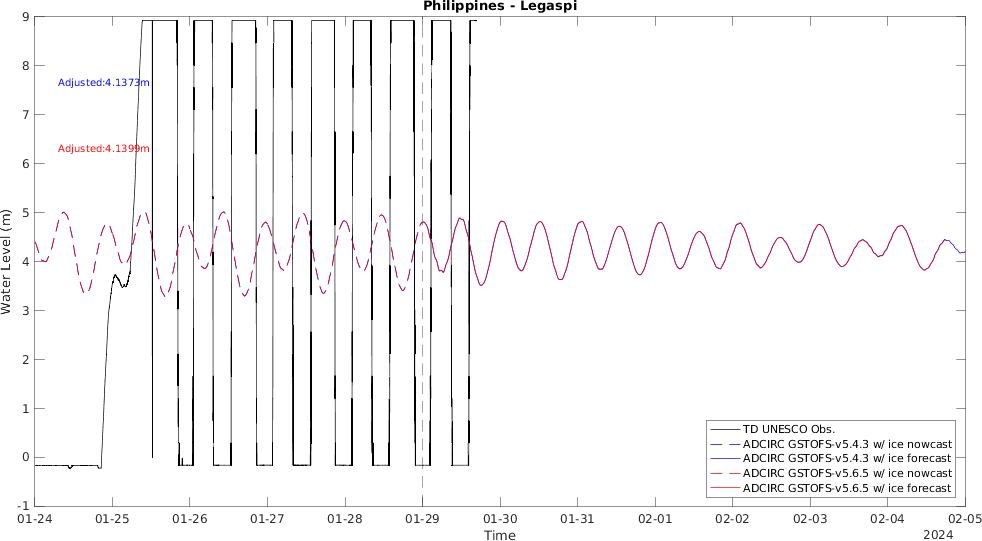 Philippines - Legaspi
9
8
Adjusted:4.1373m
7
Adjusted:4.1399m
6
5
Water Level (m)
4
3
2
1
0
-1
TD UNESCO Obs.
ADCIRC GSTOFS-v5.4.3 w/ ice nowcast
ADCIRC GSTOFS-v5.4.3 w/ ice forecast
ADCIRC GSTOFS-v5.6.5 w/ ice nowcast
ADCIRC GSTOFS-v5.6.5 w/ ice forecast
01-24 01-25 01-26 01-27 01-28 01-29 01-30 01-31 02-01 02-02 02-03 02-04 02-05
Time
2024